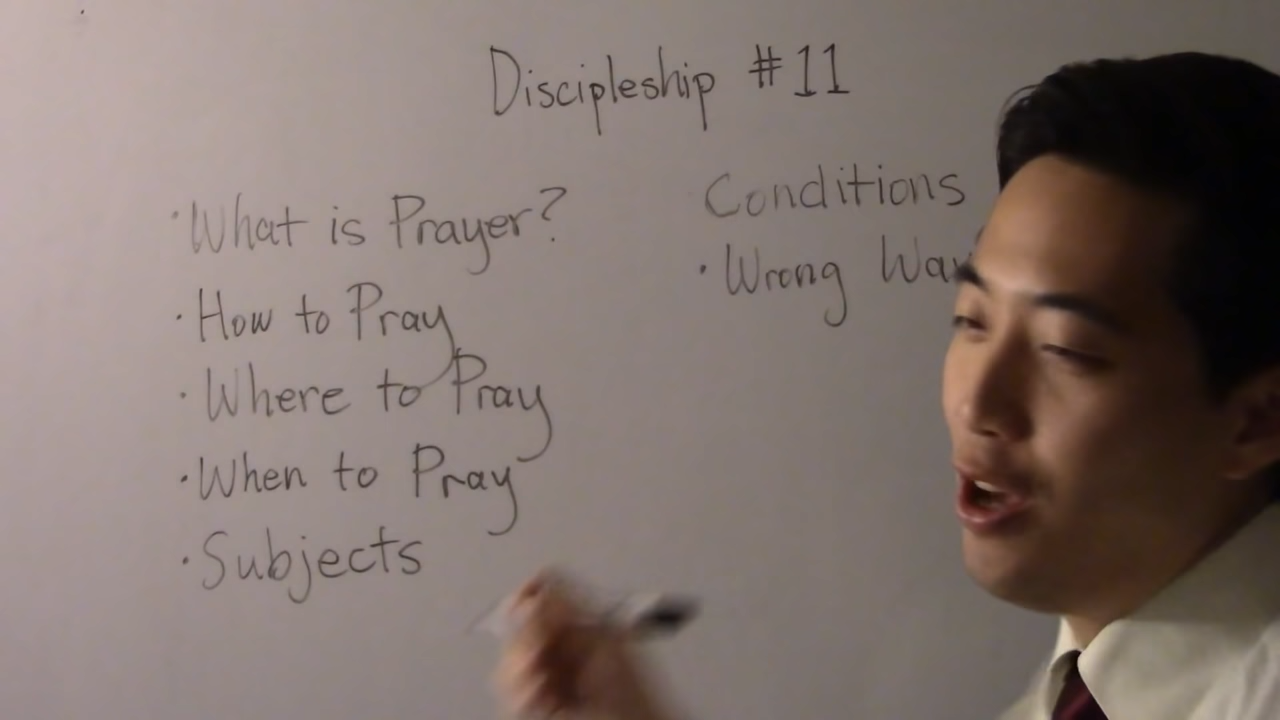 Discipleship #11
·What is Prayer?
·How to Pray
·Where to Pray
·When to Pray
·Subjects
Conditions
·Wrong